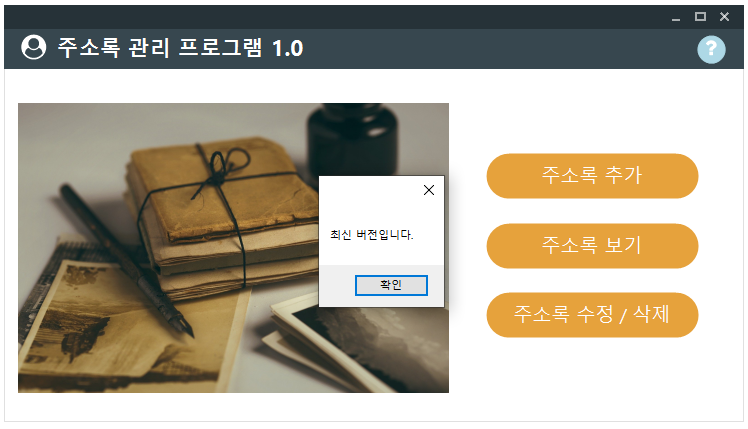 주소록 관리 프로그램 1.0
?
최신 버전입니다.
확인
주소록 추가
주소록 보기
주소록 수정 / 삭제